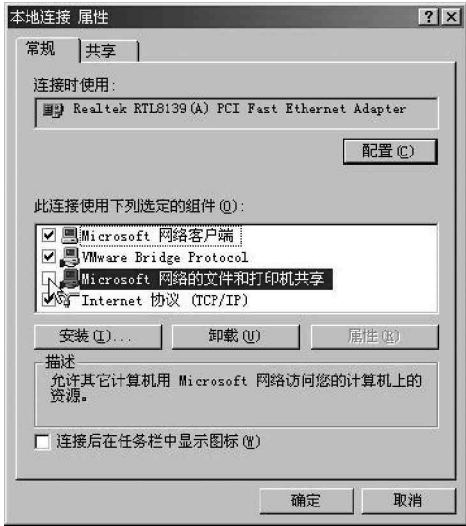 本地连接 属性
常规
共享
连接时使用:
Realtek RTL8139(A) PCI Fast Ethernet Adapter
配置(C)
此连接使用下列选定的组件(O):
Microsoft 网络客户端
VMware Bridge Protocol
Microsoft 网络的文件和打印机共享
Internet 协议 (TCP/IP)
安装(I)...
卸载(U)
属性(R)
描述
允许其它计算机用 Microsoft 网络访问您的计算机上的
资源。
连接后在任务栏中显示图标(W)
确定
取消